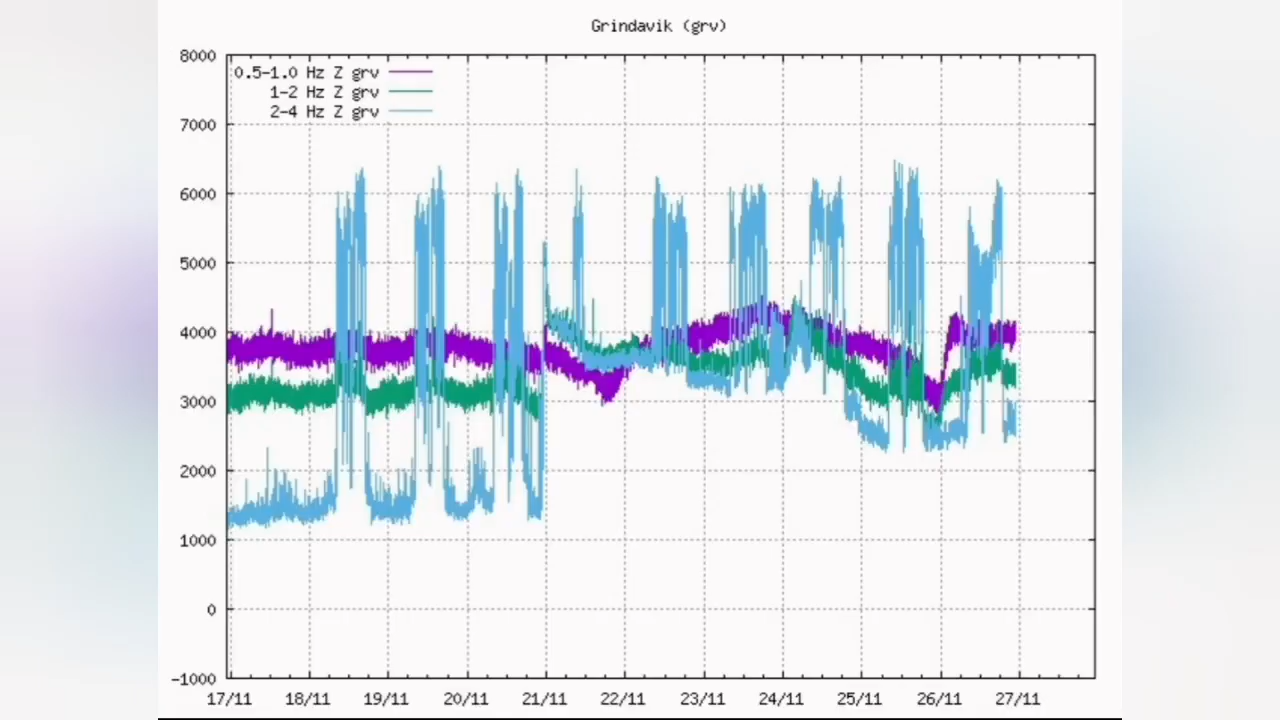 Grindavik (grv)
8000
0.5-1.0 Hz Z grv
1-2 Hz Z grv
2-4 Hz Z grv
7000
6000
5000
4000
3000
2000
1000
0
-1000
17/11 18/11 19/11 20/11 21/11 22/11 23/11 24/11 25/11 26/11 27/11